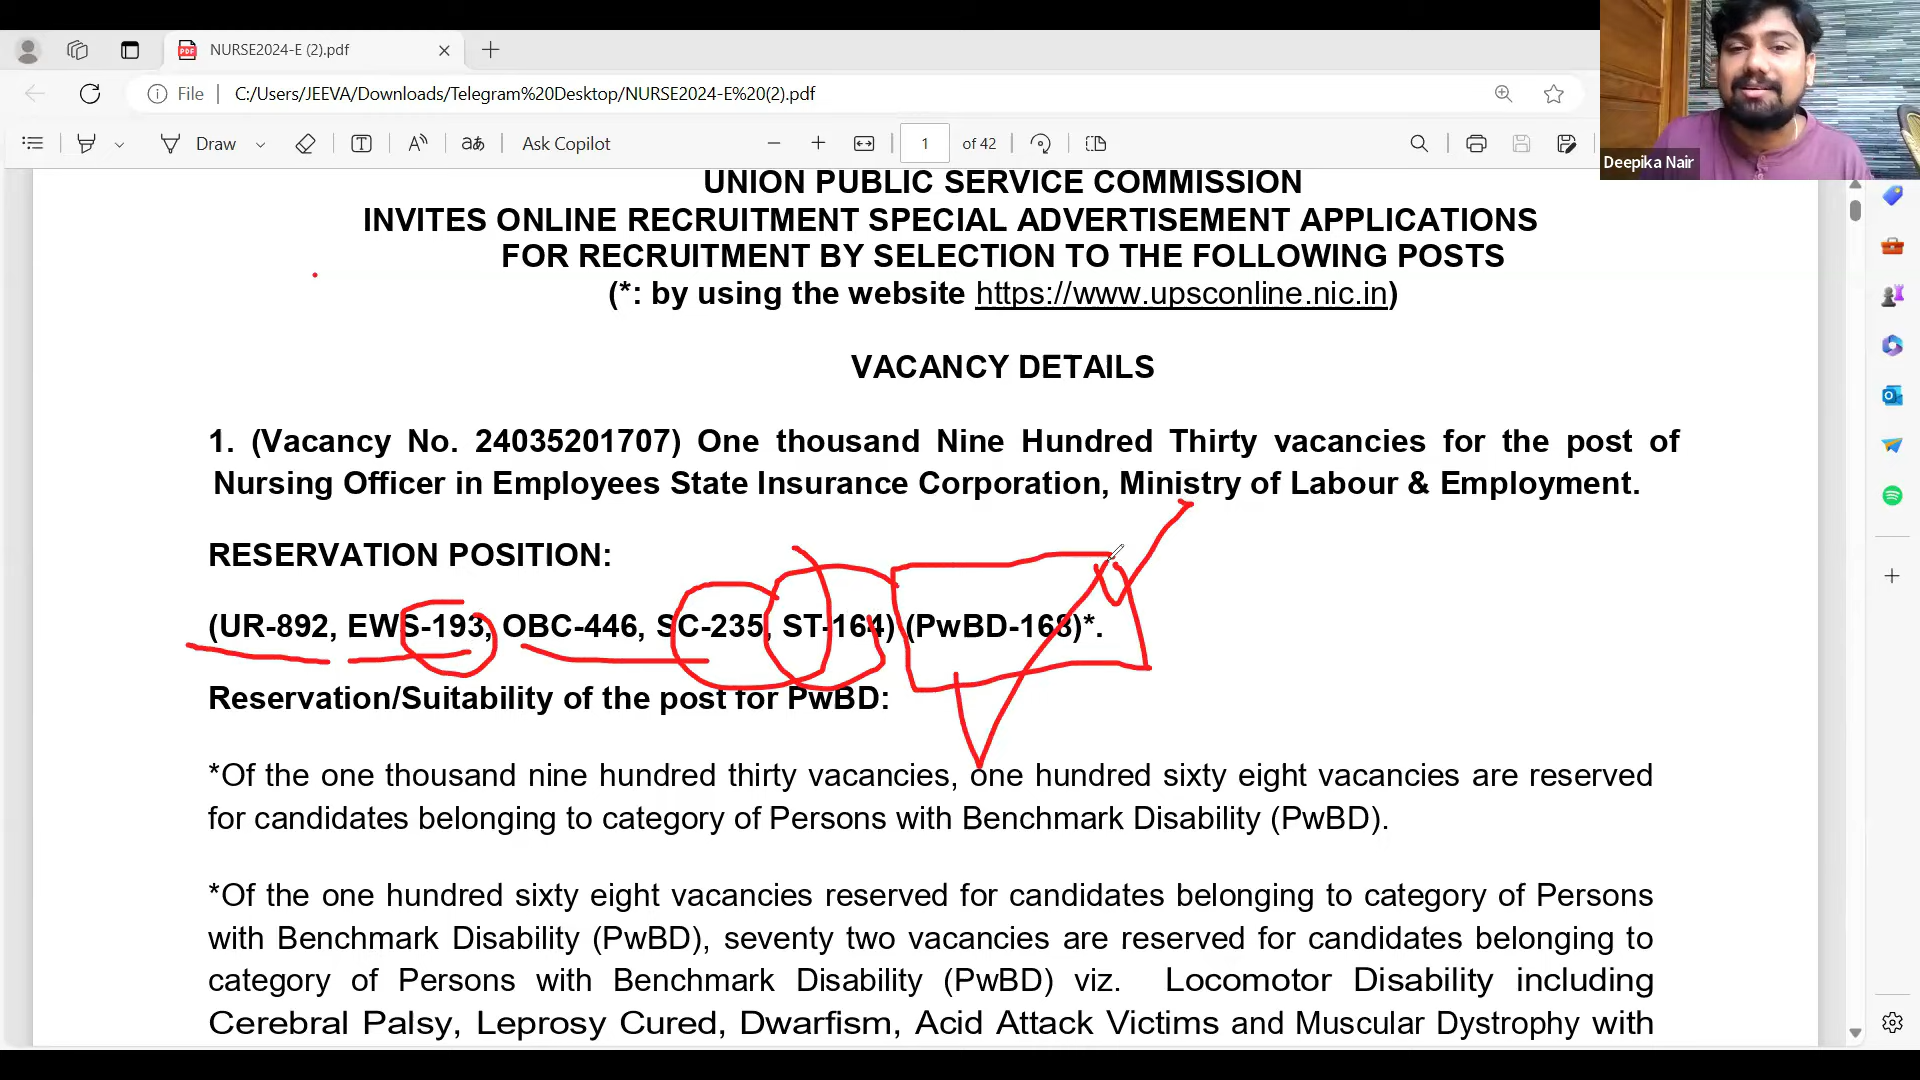 NURSE2024-E (2).pdf
File
C:/Users/JEEVA/Downloads/Telegram%20Desktop/NURSE2024-E%20(2).pdf
Draw
T
A
aあ
Ask Copilot
1 of 42
Deepika Nair
UNION PUBLIC SERVICE COMMISSION
INVITES ONLINE RECRUITMENT SPECIAL ADVERTISEMENT APPLICATIONS
FOR RECRUITMENT BY SELECTION TO THE FOLLOWING POSTS
(*: by using the website https://www.upsconline.nic.in)
VACANCY DETAILS
1. (Vacancy No. 24035201707) One thousand Nine Hundred Thirty vacancies for the post of
Nursing Officer in Employees State Insurance Corporation, Ministry of Labour & Employment.
RESERVATION POSITION:
(UR-892, EWS-193, OBC-446, SC-235, ST-164) (PwBD-168)*.
Reservation/Suitability of the post for PwBD:
*Of the one thousand nine hundred thirty vacancies, one hundred sixty eight vacancies are reserved
for candidates belonging to category of Persons with Benchmark Disability (PwBD).
*Of the one hundred sixty eight vacancies reserved for candidates belonging to category of Persons
with Benchmark Disability (PwBD), seventy two vacancies are reserved for candidates belonging to
category of Persons with Benchmark Disability (PwBD) viz. Locomotor Disability including
Cerebral Palsy, Leprosy Cured, Dwarfism, Acid Attack Victims and Muscular Dystrophy with